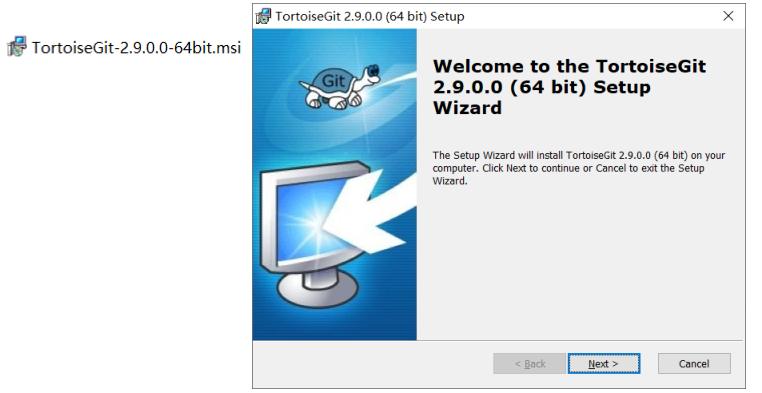 TortoiseGit-2.9.0.0-64bit.msi
TortoiseGit 2.9.0.0 (64 bit) Setup
Git
Welcome to the TortoiseGit
2.9.0.0 (64 bit) Setup
Wizard
The Setup Wizard will install TortoiseGit 2.9.0.0 (64 bit) on your
computer. Click Next to continue or Cancel to exit the Setup
Wizard.
< Back
Next >
Cancel